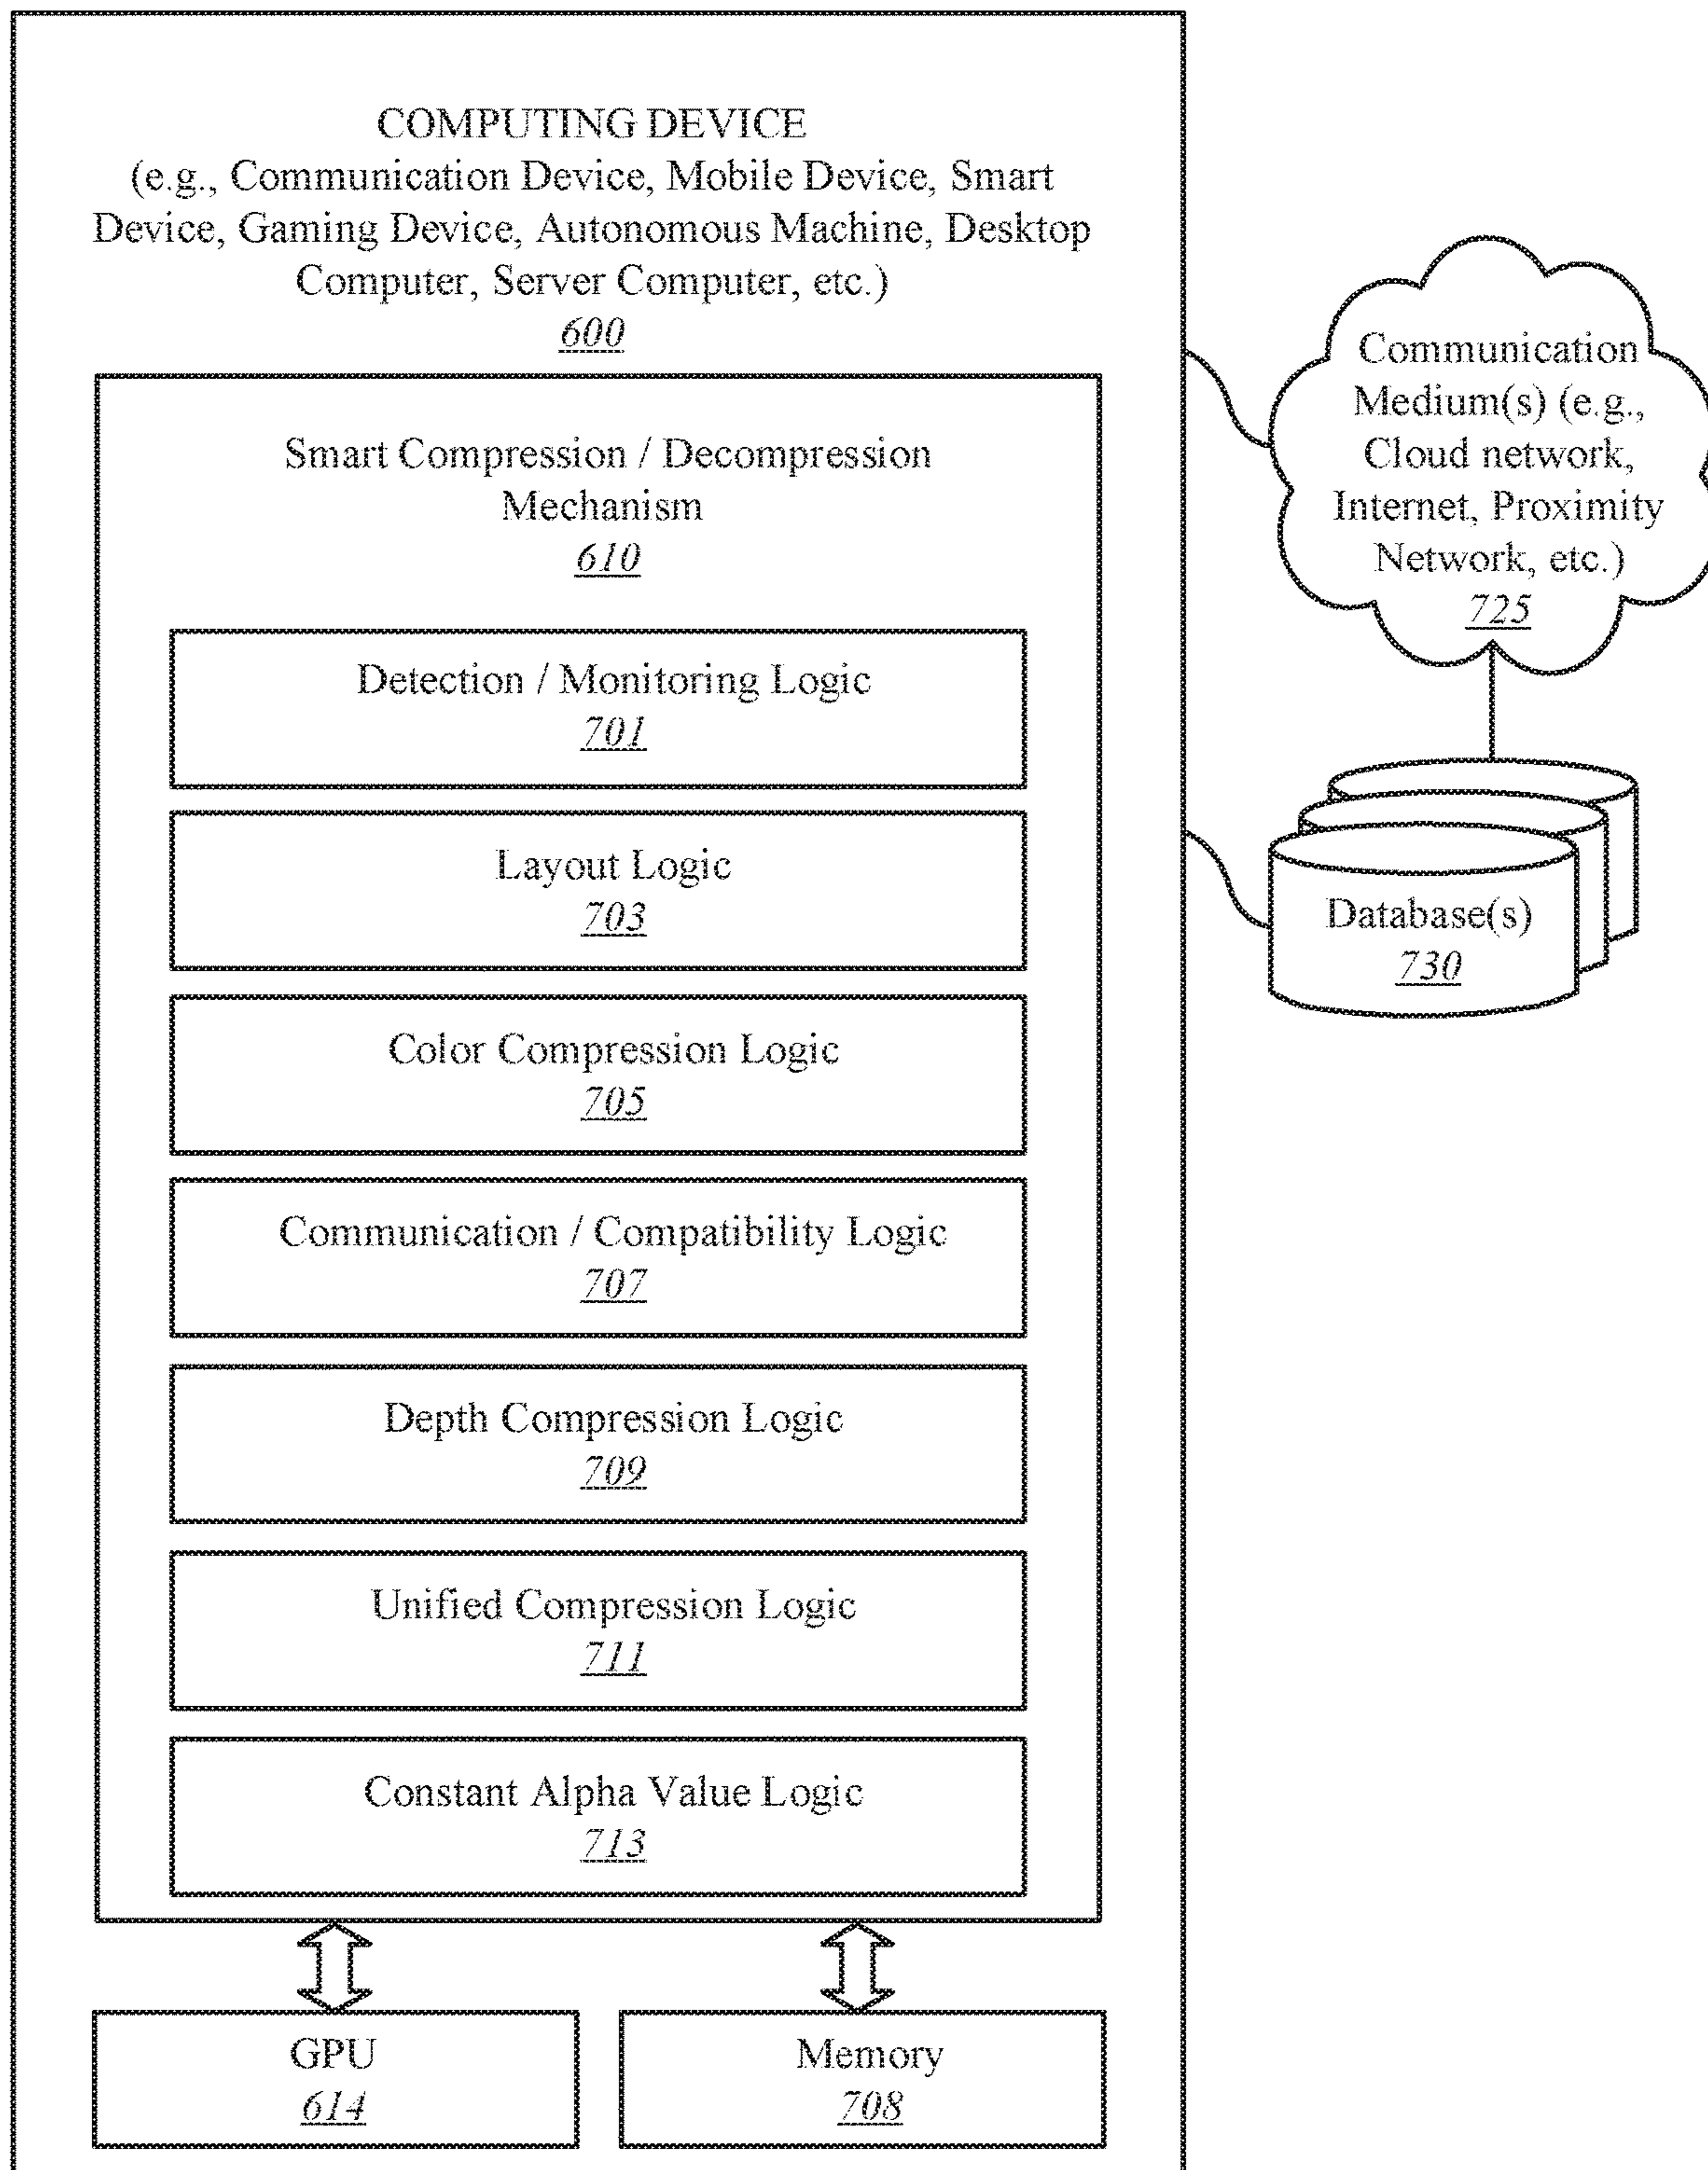 COMPUTING DEVICE
(e.g., Communication Device, Mobile Device, Smart
Device, Gaming Device, Autonomous Machine, Desktop
Computer, Server Computer, etc.)
600
Smart Compression / Decompression
Mechanism
610
Detection / Monitoring Logic
701
Layout Logic
703
Color Compression Logic
705
Communication / Compatibility Logic
707
Depth Compression Logic
709
Unified Compression Logic
711
Constant Alpha Value Logic
713
GPU
614
Memory
708
Communication
Medium(s) (e.g.,
Cloud network,
Internet, Proximity
Network, etc.)
725
Database(s)
730